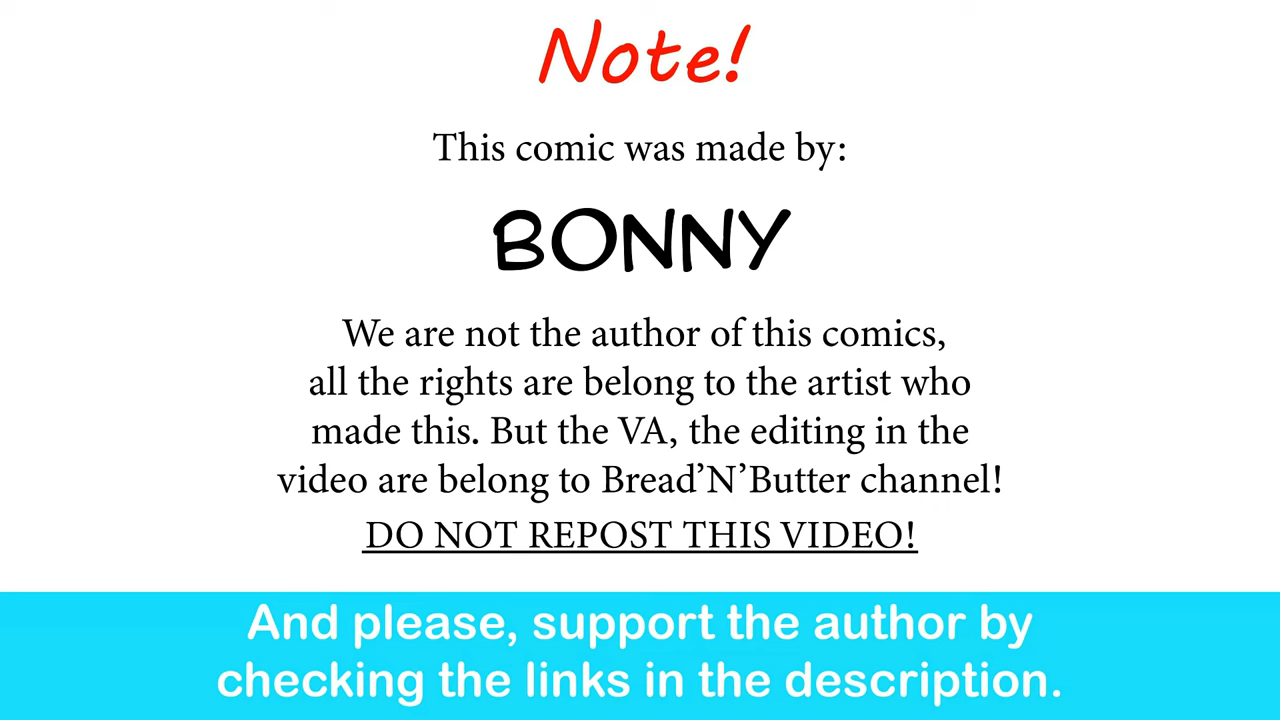 Note!
This comic was made by:
BONNY
We are not the author of this comics,
all the rights are belong to the artist who
made this. But the VA, the editing in the
video are belong to Bread’N’Butter channel!
DO NOT REPOST THIS VIDEO!
And please, support the author by
checking the links in the description.